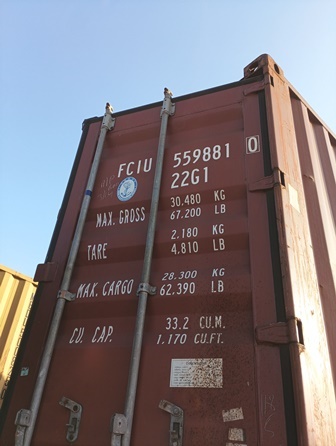 FCIU 559881 0
22G1
MAX. GROSS 30.480 KG
67.200 LB
TARE 2.180 KG
4.810 LB
MAX. CARGO 28.300 KG
62.390 LB
CU. CAP. 33.2 CU.M.
1.170 CU.FT.